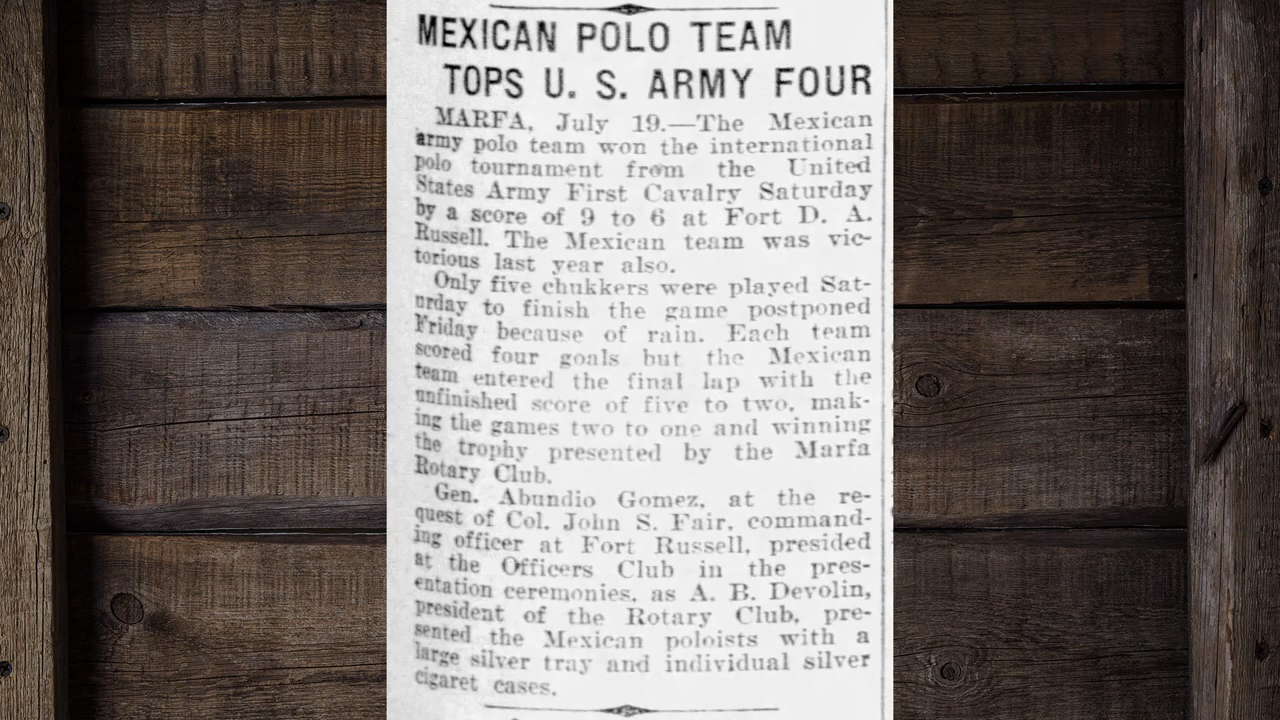 MEXICAN POLO TEAM
TOPS U. S. ARMY FOUR
MARFA, July 19.—The Mexican
army polo team won the international
polo tournament from the United
States Army First Cavalry Saturday
by a score of 9 to 6 at Fort D. A.
Russell. The Mexican team was vic-
torious last year also.
Only five chukkers were played Sat-
urday to finish the game postponed
Friday because of rain. Each team
scored four goals but the Mexican
team entered the final lap with the
unfinished score of five to two, mak-
ing the games two to one and winning
the trophy presented by the Marfa
Rotary Club.
Gen. Abundio Gomez, at the re-
quest of Col. John S. Fair, command-
ing officer at Fort Russell, presided
at the Officers Club in the pres-
entation ceremonies, as A. B. Devolin,
president of the Rotary Club, pre-
sented the Mexican poloists with a
large silver tray and individual silver
cigaret cases.